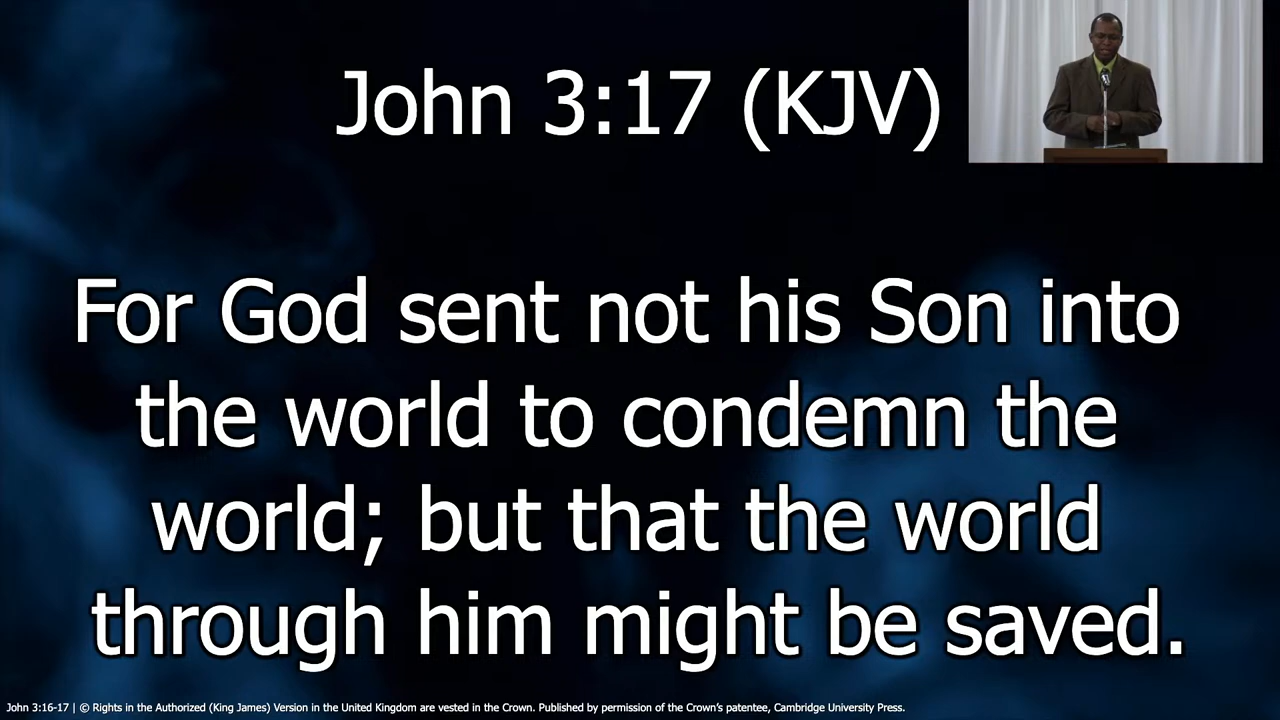 John 3:17 (KJV)
For God sent not his Son into
the world to condemn the
world; but that the world
through him might be saved.
John 3:16-17 | © Rights in the Authorized (King James) Version in the United Kingdom are vested in the Crown. Published by permission of the Crown’s patentee, Cambridge University Press.